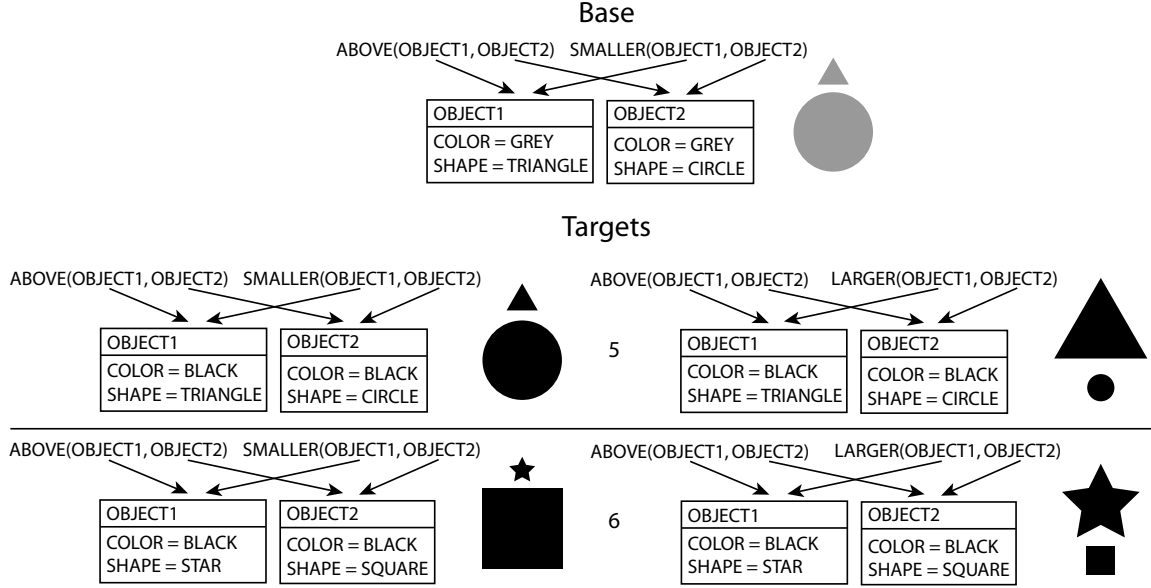 Base
ABOVE(OBJECT1, OBJECT2) SMALLER(OBJECT1, OBJECT2)
OBJECT1
COLOR = GREY
SHAPE = TRIANGLE
OBJECT2
COLOR = GREY
SHAPE = CIRCLE
Targets
ABOVE(OBJECT1, OBJECT2) SMALLER(OBJECT1, OBJECT2)
OBJECT1
COLOR = BLACK
SHAPE = TRIANGLE
OBJECT2
COLOR = BLACK
SHAPE = CIRCLE
5
ABOVE(OBJECT1, OBJECT2) LARGER(OBJECT1, OBJECT2)
OBJECT1
COLOR = BLACK
SHAPE = TRIANGLE
OBJECT2
COLOR = BLACK
SHAPE = CIRCLE
ABOVE(OBJECT1, OBJECT2) SMALLER(OBJECT1, OBJECT2)
OBJECT1
COLOR = BLACK
SHAPE = STAR
OBJECT2
COLOR = BLACK
SHAPE = SQUARE
6
ABOVE(OBJECT1, OBJECT2) LARGER(OBJECT1, OBJECT2)
OBJECT1
COLOR = BLACK
SHAPE = STAR
OBJECT2
COLOR = BLACK
SHAPE = SQUARE